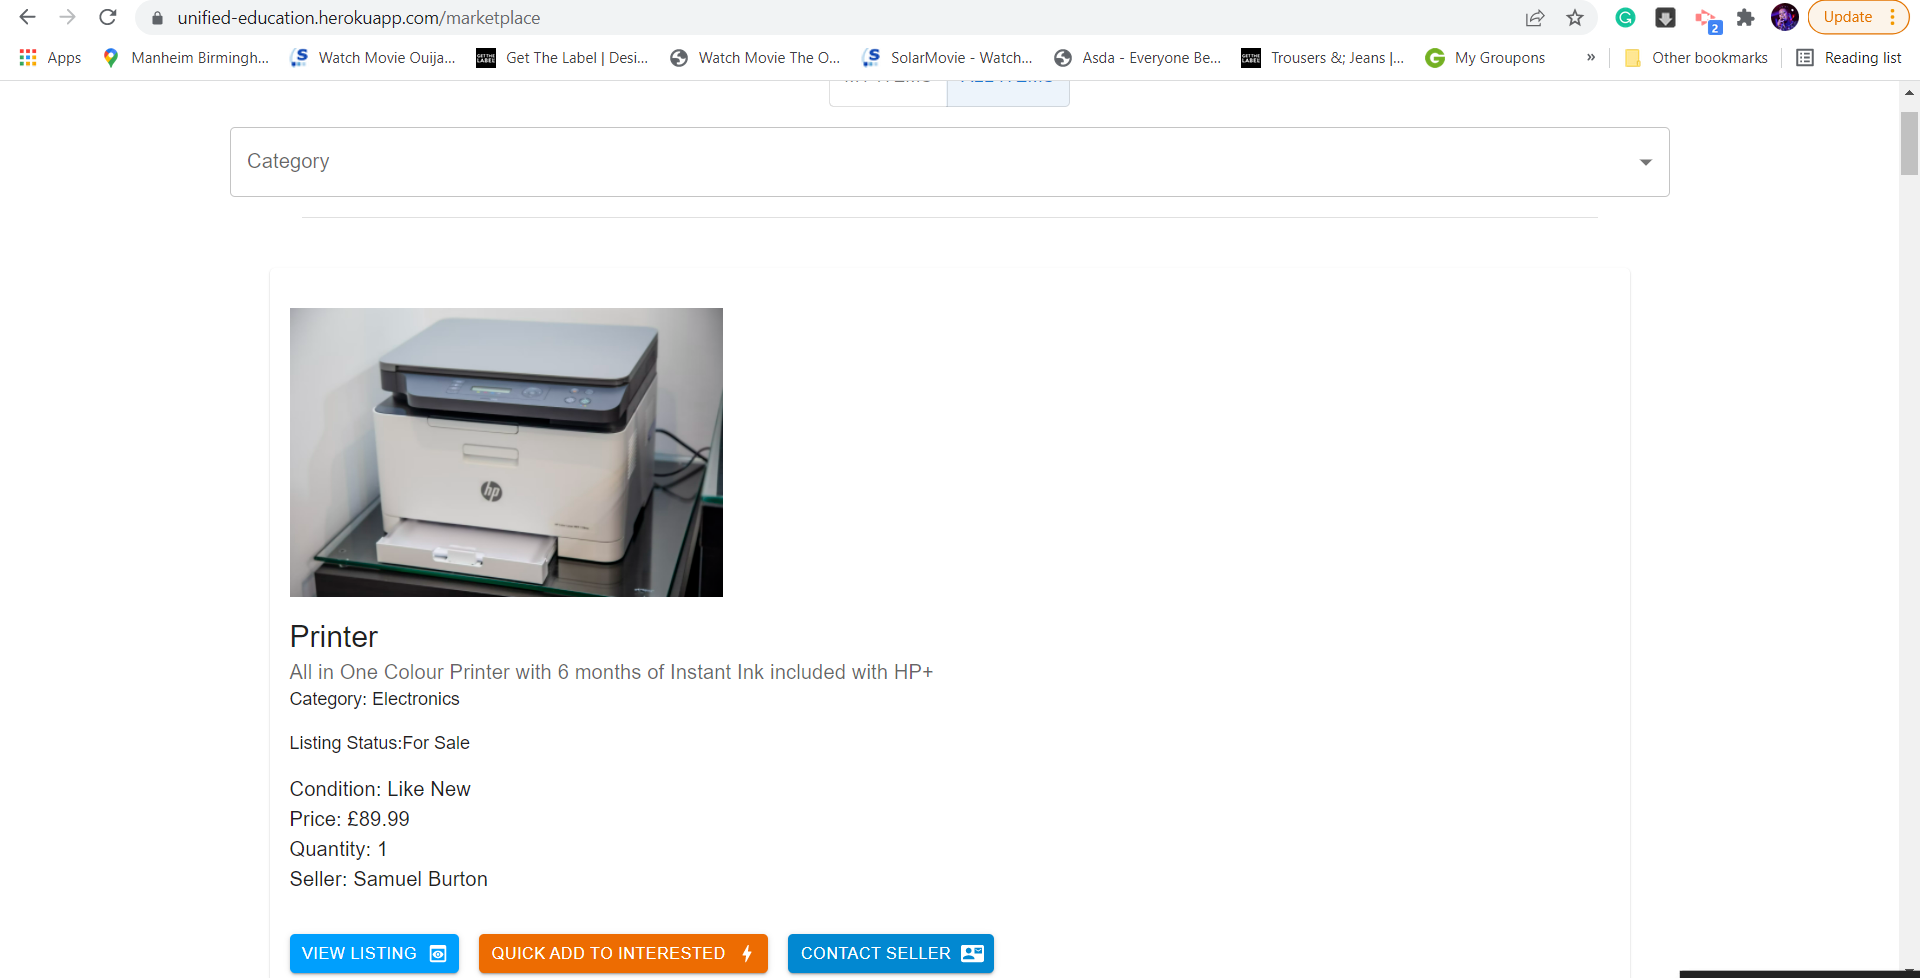 unified-education.herokuapp.com/marketplace
Update
2
Apps
Manheim Birmingh...
Watch Movie Ouija...
Get The Label | Desi...
Watch Movie The O...
SolarMovie - Watch...
Asda - Everyone Be...
Trousers &; Jeans |...
My Groupons
»
Other bookmarks
Reading list
Category
hp
Printer
All in One Colour Printer with 6 months of Instant Ink included with HP+
Category: Electronics
Listing Status:For Sale
Condition: Like New
Price: £89.99
Quantity: 1
Seller: Samuel Burton
VIEW LISTING
QUICK ADD TO INTERESTED
CONTACT SELLER